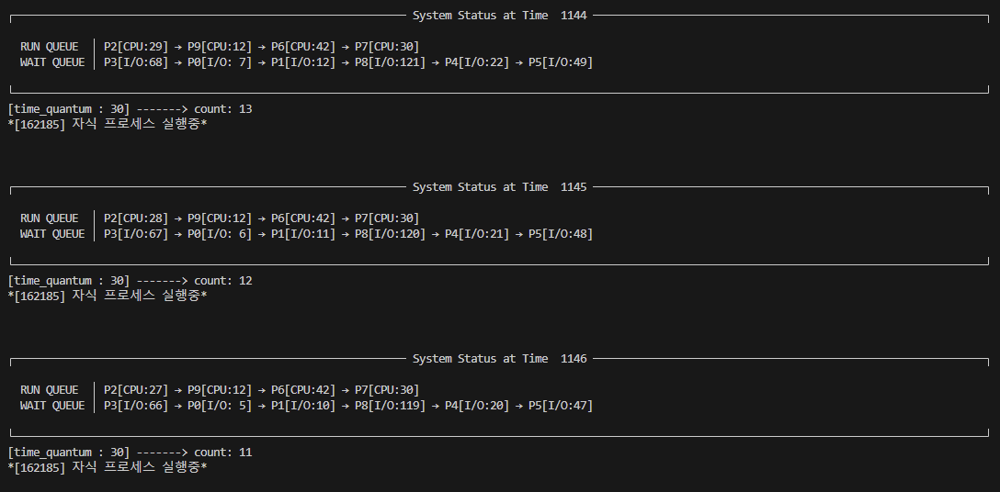 System Status at Time  1144
RUN QUEUE │ P2[CPU:29] → P9[CPU:12] → P6[CPU:42] → P7[CPU:30]
WAIT QUEUE │ P3[I/O:68] → P0[I/O: 7] → P1[I/O:12] → P8[I/O:121] → P4[I/O:22] → P5[I/O:49]
[time_quantum : 30] -------> count: 13
*[162185] 자식 프로세스 실행중*
System Status at Time  1145
RUN QUEUE │ P2[CPU:28] → P9[CPU:12] → P6[CPU:42] → P7[CPU:30]
WAIT QUEUE │ P3[I/O:67] → P0[I/O: 6] → P1[I/O:11] → P8[I/O:120] → P4[I/O:21] → P5[I/O:48]
[time_quantum : 30] -------> count: 12
*[162185] 자식 프로세스 실행중*
System Status at Time  1146
RUN QUEUE │ P2[CPU:27] → P9[CPU:12] → P6[CPU:42] → P7[CPU:30]
WAIT QUEUE │ P3[I/O:66] → P0[I/O: 5] → P1[I/O:10] → P8[I/O:119] → P4[I/O:20] → P5[I/O:47]
[time_quantum : 30] -------> count: 11
*[162185] 자식 프로세스 실행중*